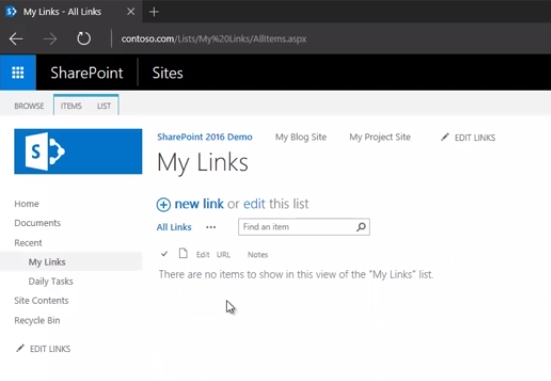 My Links - All Links
contoso.com/Lists/My%20Links/AllItems.aspx
SharePoint Sites
BROWSE ITEMS LIST
S
SharePoint 2016 Demo My Blog Site My Project Site EDIT LINKS
My Links
new link or edit this list
All Links ... Find an item
Edit URL Notes
There are no items to show in this view of the "My Links" list.
Home
Documents
Recent
My Links
Daily Tasks
Site Contents
Recycle Bin
EDIT LINKS